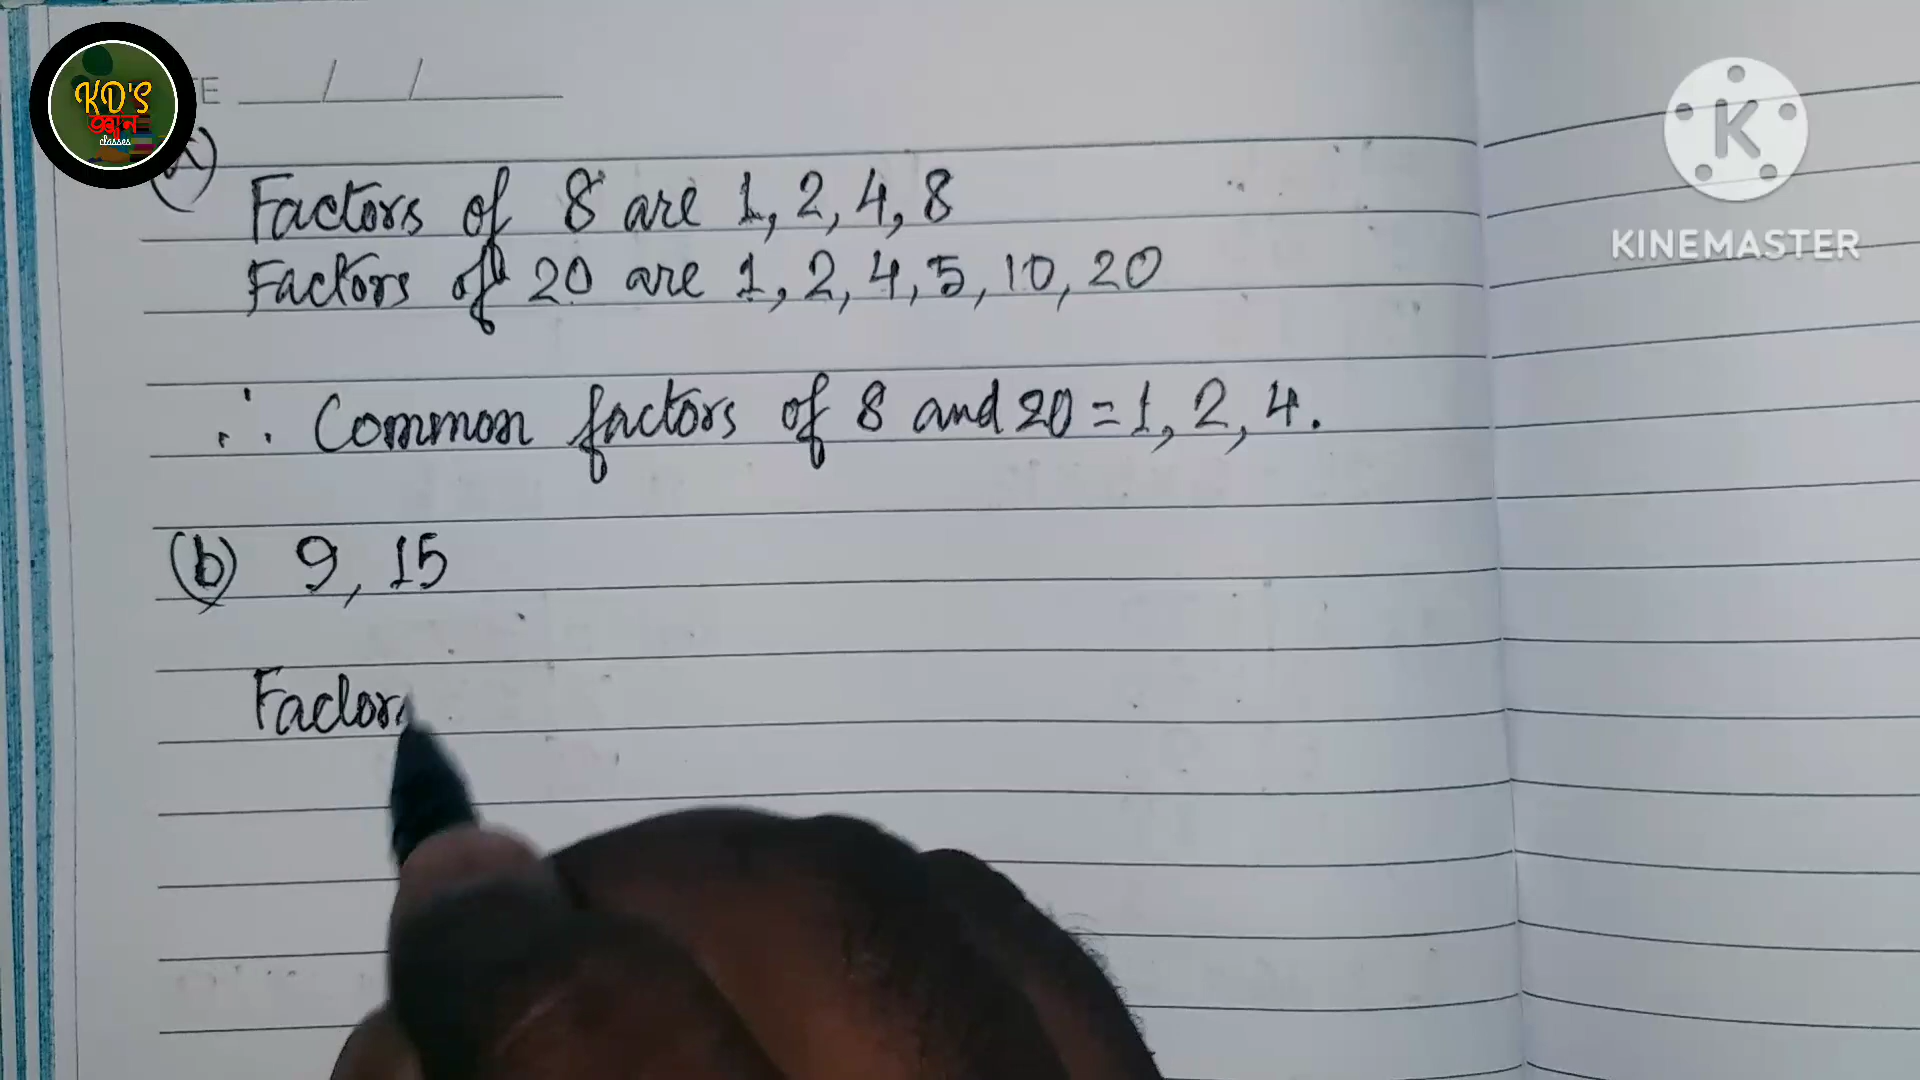 KD'S
জ্ঞান
classes
KINEMASTER
Factors of 8 are 1, 2, 4, 8
Factors of 20 are 1, 2, 4, 5, 10, 20
∴ Common factors of 8 and 20 = 1, 2, 4.
(b) 9, 15
Factor